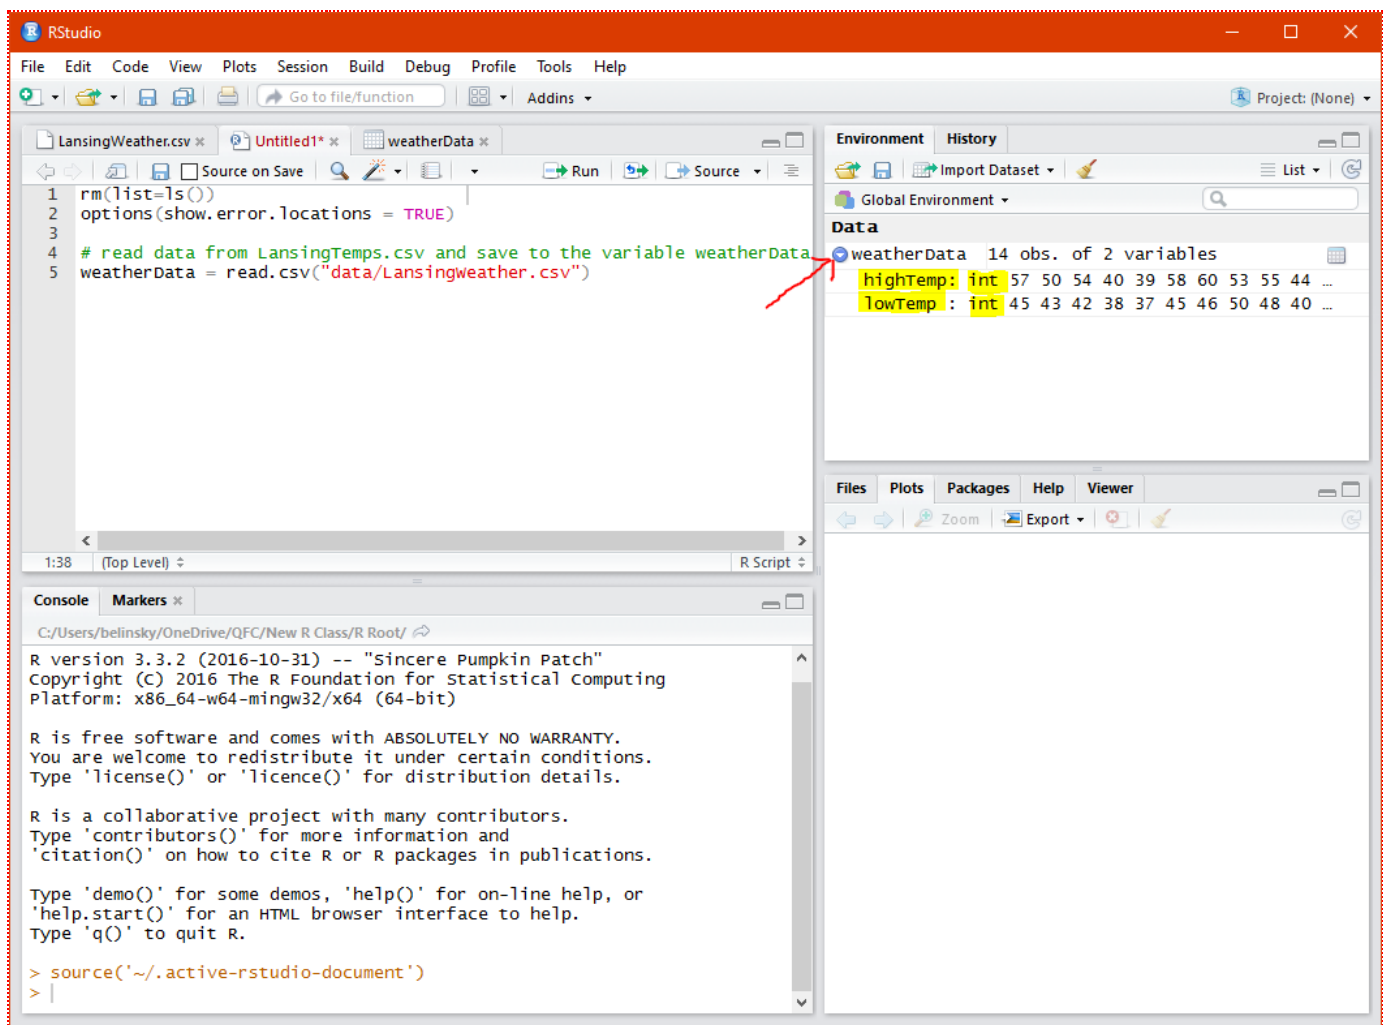 RStudio
File Edit Code View Plots Session Build Debug Profile Tools Help
Go to file/function Addins Project: (None)
LansingWeather.csv Untitled1* weatherData
Source on Save Run Source
1 rm(list=ls())
2 options(show.error.locations = TRUE)
3
4 # read data from LansingTemps.csv and save to the variable weatherData
5 weatherData = read.csv("data/LansingWeather.csv")
1:38 (Top Level) R Script
Console Markers
C:/Users/belinsky/OneDrive/QFC/New R Class/R Root/
R version 3.3.2 (2016-10-31) -- "Sincere Pumpkin Patch"
Copyright (C) 2016 The R Foundation for Statistical Computing
Platform: x86_64-w64-mingw32/x64 (64-bit)
R is free software and comes with ABSOLUTELY NO WARRANTY.
You are welcome to redistribute it under certain conditions.
Type 'license()' or 'licence()' for distribution details.
R is a collaborative project with many contributors.
Type 'contributors()' for more information and
'citation()' on how to cite R or R packages in publications.
Type 'demo()' for some demos, 'help()' for on-line help, or
'help.start()' for an HTML browser interface to help.
Type 'q()' to quit R.
> source('~/.active-rstudio-document')
>
Environment History
Import Dataset List
Global Environment
Data
weatherData 14 obs. of 2 variables
highTemp: int 57 50 54 40 39 58 60 53 55 44 ...
lowTemp : int 45 43 42 38 37 45 46 50 48 40 ...
Files Plots Packages Help Viewer
Zoom Export